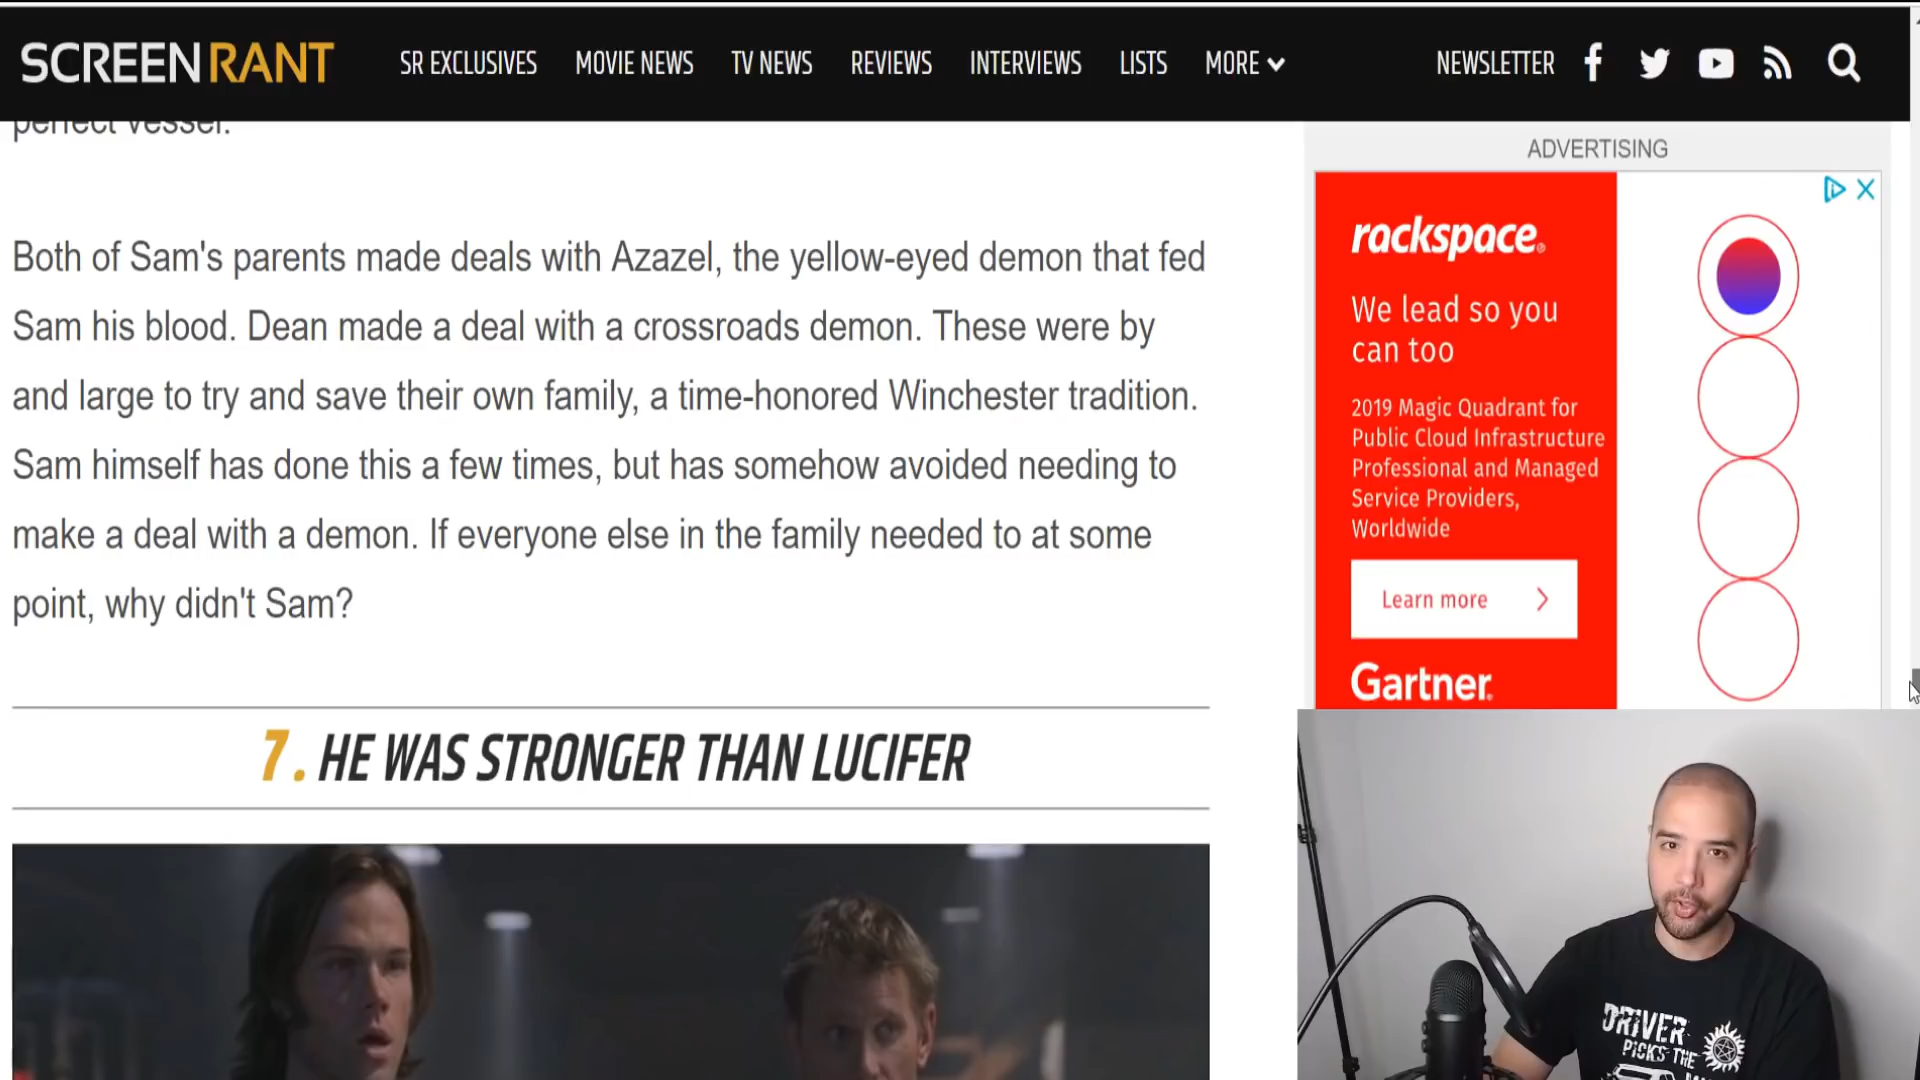 SCREEN RANT
SR EXCLUSIVES MOVIE NEWS TV NEWS REVIEWS INTERVIEWS LISTS MORE NEWSLETTER
perfect vessel.
Both of Sam's parents made deals with Azazel, the yellow-eyed demon that fed
Sam his blood. Dean made a deal with a crossroads demon. These were by
and large to try and save their own family, a time-honored Winchester tradition.
Sam himself has done this a few times, but has somehow avoided needing to
make a deal with a demon. If everyone else in the family needed to at some
point, why didn't Sam?
7. HE WAS STRONGER THAN LUCIFER
ADVERTISING
rackspace®
We lead so you
can too
2019 Magic Quadrant for
Public Cloud Infrastructure
Professional and Managed
Service Providers,
Worldwide
Learn more
Gartner.
DRIVER
PICKS THE